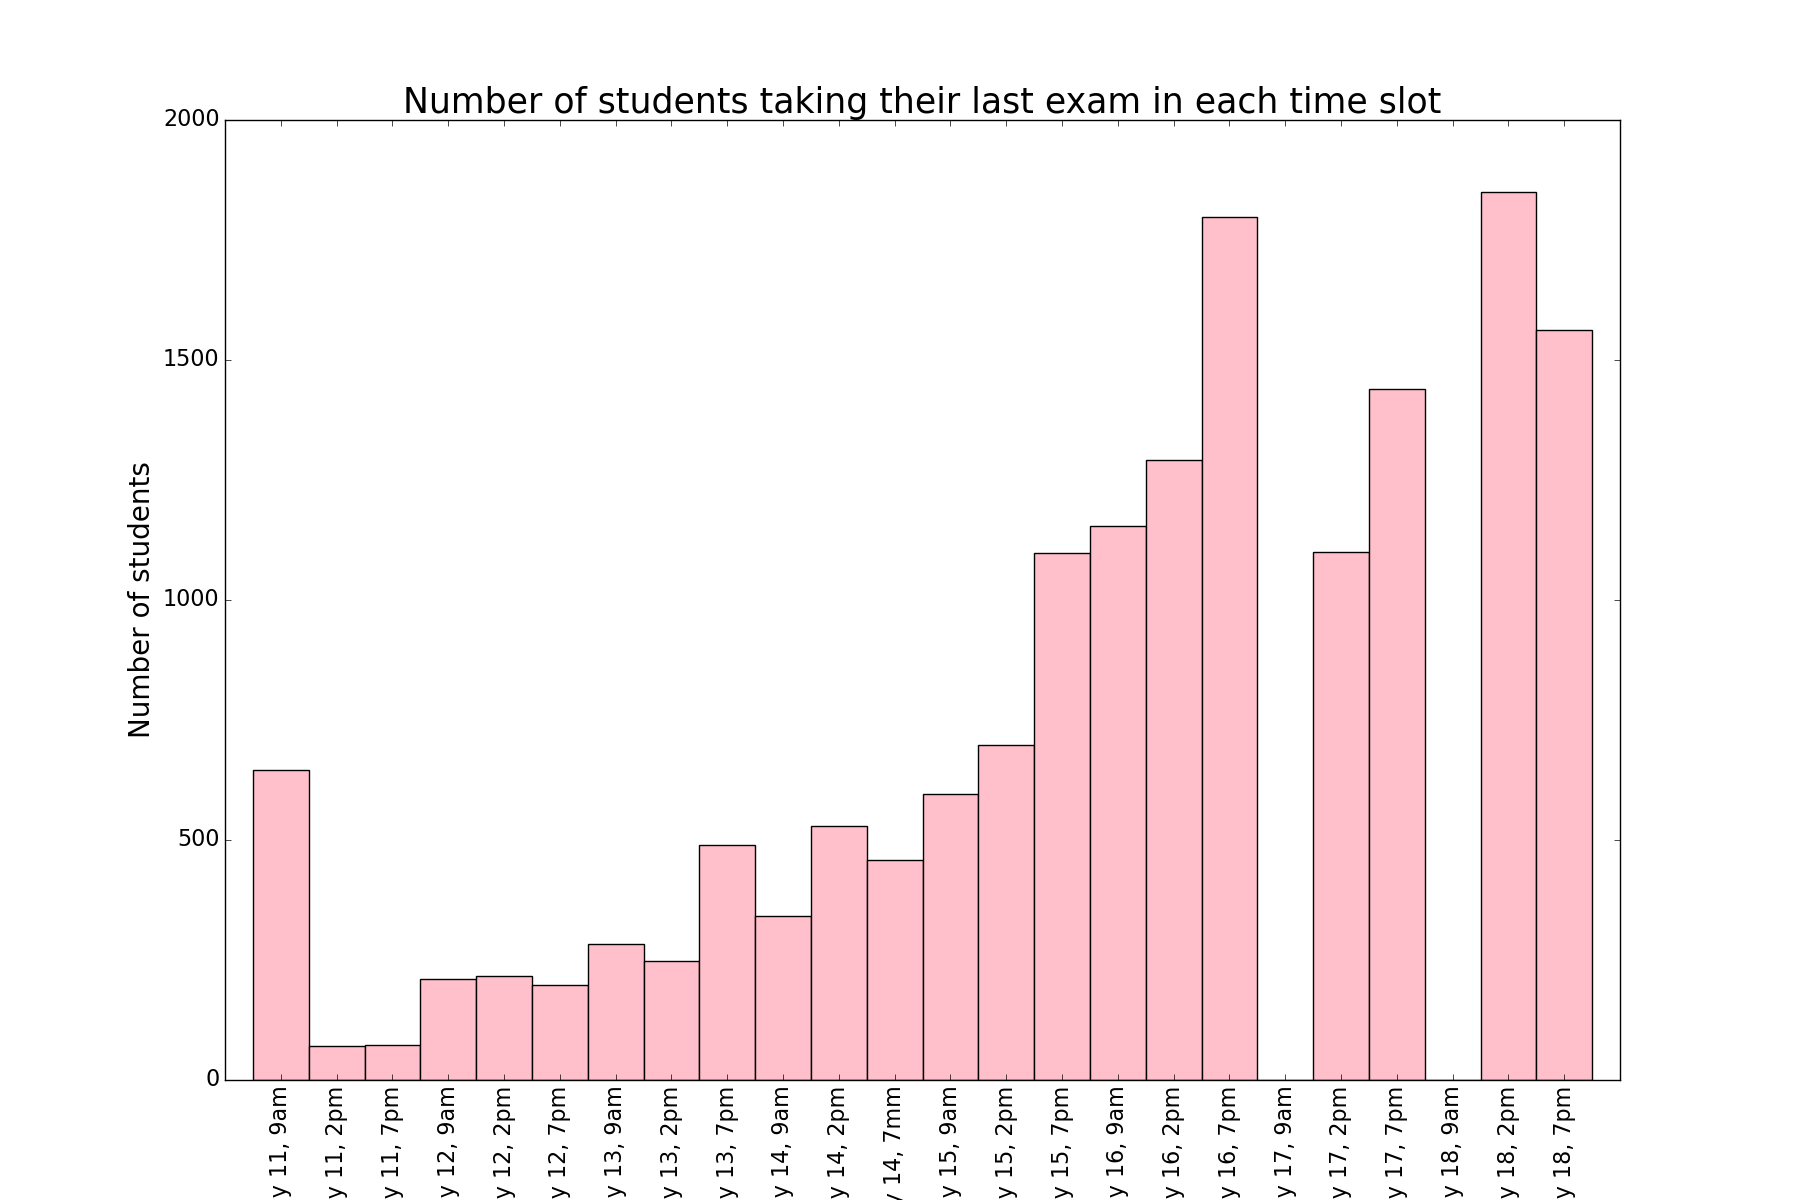 Number of students taking their last exam in each time slot
Number of students
2000
1500
1000
500
0
y 11, 9am
y 11, 2pm
y 11, 7pm
y 12, 9am
y 12, 2pm
y 12, 7pm
y 13, 9am
y 13, 2pm
y 13, 7pm
y 14, 9am
y 14, 2pm
y 14, 7mm
y 15, 9am
y 15, 2pm
y 15, 7pm
y 16, 9am
y 16, 2pm
y 16, 7pm
y 17, 9am
y 17, 2pm
y 17, 7pm
y 18, 9am
y 18, 2pm
y 18, 7pm